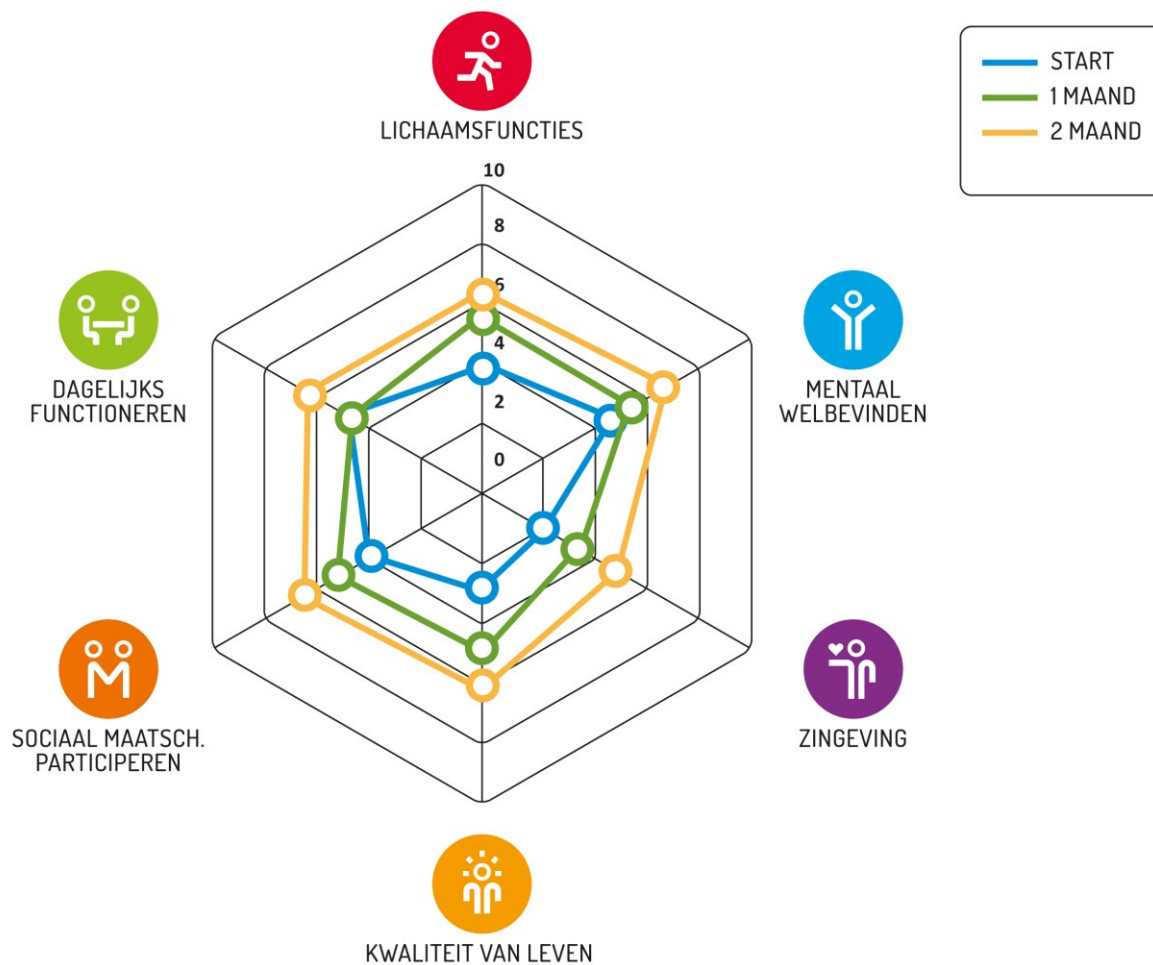 START
1 MAAND
2 MAAND
LICHAAMSFUNCTIES
10
8
6
4
2
0
DAGELIJKS
FUNCTIONEREN
MENTAAL
WELBEVINDEN
SOCIAAL MAATSCH.
PARTICIPEREN
ZINGEVING
KWALITEIT VAN LEVEN